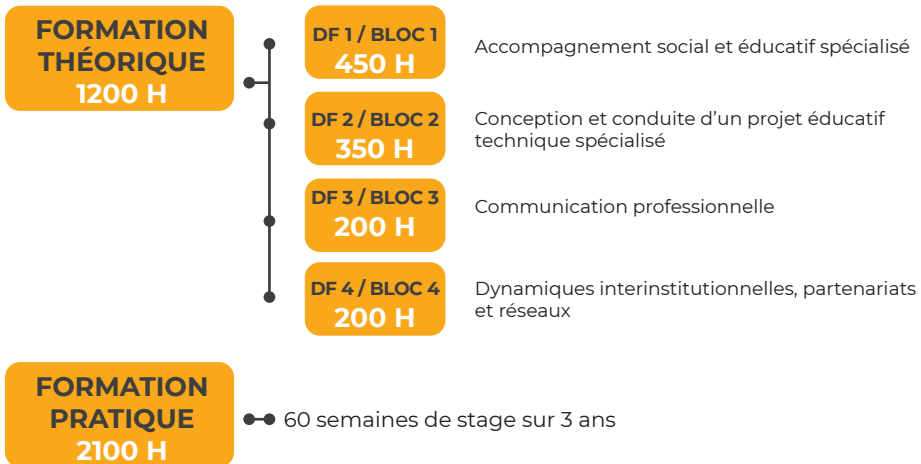 FORMATION
THÉORIQUE
1200 H
DF 1 / BLOC 1
450 H
Accompagnement social et éducatif spécialisé
DF 2 / BLOC 2
350 H
Conception et conduite d’un projet éducatif
technique spécialisé
DF 3 / BLOC 3
200 H
Communication professionnelle
DF 4 / BLOC 4
200 H
Dynamiques interinstitutionnelles, partenariats
et réseaux
FORMATION
PRATIQUE
2100 H
60 semaines de stage sur 3 ans